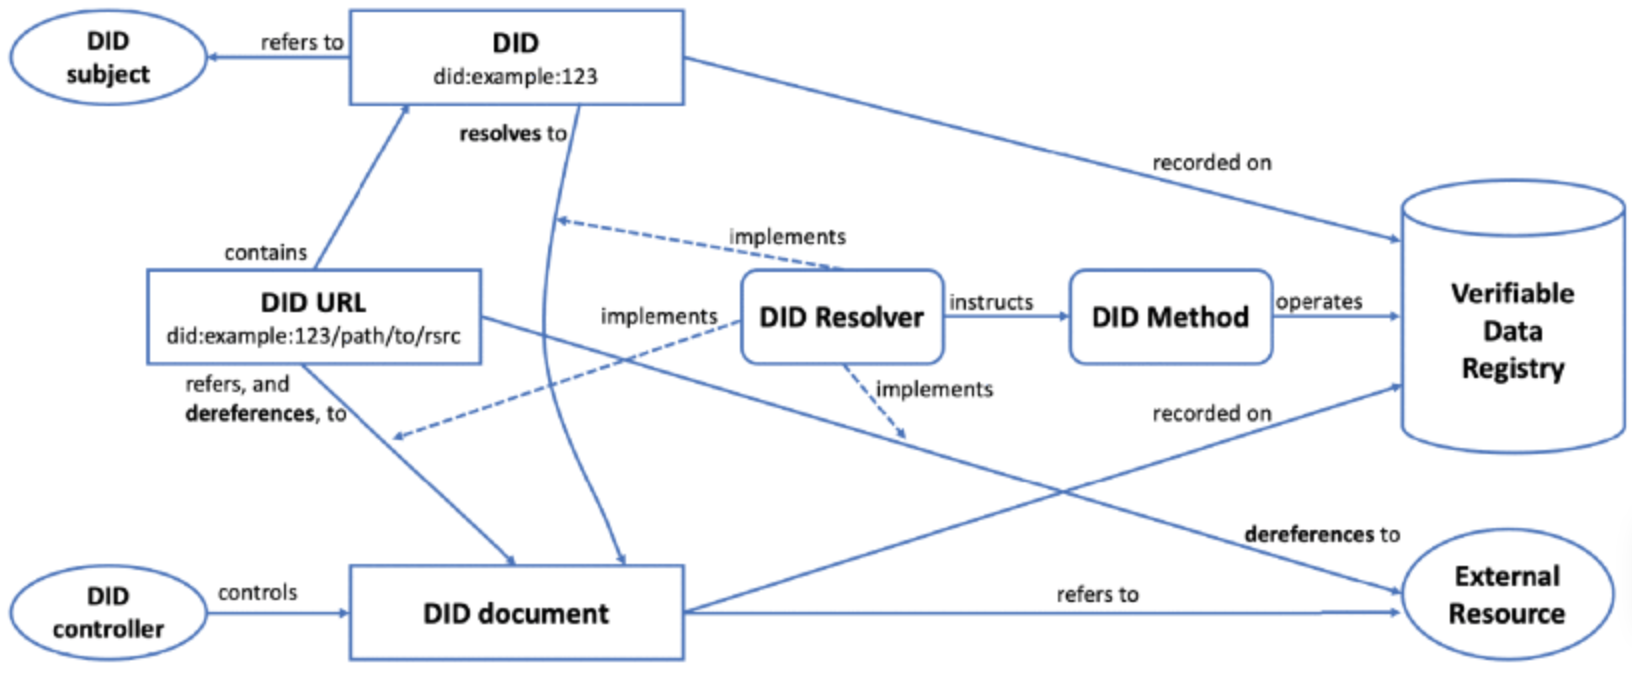 DID
subject
refers to
DID
did:example:123
resolves to
recorded on
contains
implements
DID URL
did:example:123/path/to/rsrc
implements
DID Resolver
instructs
DID Method
operates
Verifiable
Data
Registry
refers, and
dereferences, to
implements
recorded on
dereferences to
DID
controller
controls
DID document
refers to
External
Resource